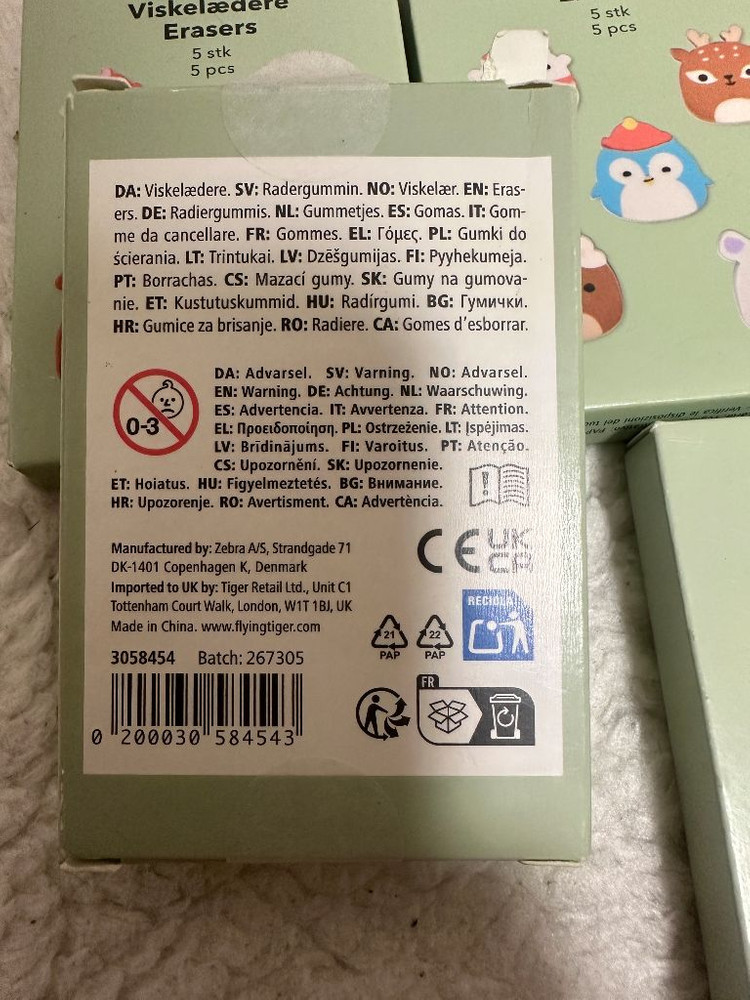 Viskelædere
Erasers
5 stk
5 pcs
5 stk
5 pcs
DA: Viskelædere. SV: Radergummin. NO: Viskelær. EN: Eras-
ers. DE: Radiergummis. NL: Gummetjes. ES: Gomas. IT: Gom-
me da cancellare. FR: Gommes. EL: Γόμες. PL: Gumki do
ścierania. LT: Trintukai. LV: Dzēšgumijas. FI: Pyyhekumeja.
PT: Borrachas. CS: Mazací gumy. SK: Gumy na gumova-
nie. ET: Kustutuskummid. HU: Radírgumi. BG: Гумички.
HR: Gumice za brisanje. RO: Radiere. CA: Gomes d'esborrar.
0-3
DA: Advarsel. SV: Varning. NO: Advarsel.
EN: Warning. DE: Achtung. NL: Waarschuwing.
ES: Advertencia. IT: Avvertenza. FR: Attention.
EL: Προειδοποίηση. PL: Ostrzeżenie. LT: Įspėjimas.
LV: Brīdinājums. FI: Varoitus. PT: Atenção.
CS: Upozornění. SK: Upozornenie.
ET: Hoiatus. HU: Figyelmeztetés. BG: Внимание.
HR: Upozorenje. RO: Avertisment. CA: Advertència.
Manufactured by: Zebra A/S, Strandgade 71
DK-1401 Copenhagen K, Denmark
Imported to UK by: Tiger Retail Ltd., Unit C1
Tottenham Court Walk, London, W1T 1BJ, UK
Made in China. www.flyingtiger.com
CE UK
CA
RECICLA
21
PAP
22
PAP
3058454 Batch: 267305
FR
0 200030 584543
Verifica le disposizioni del tuo